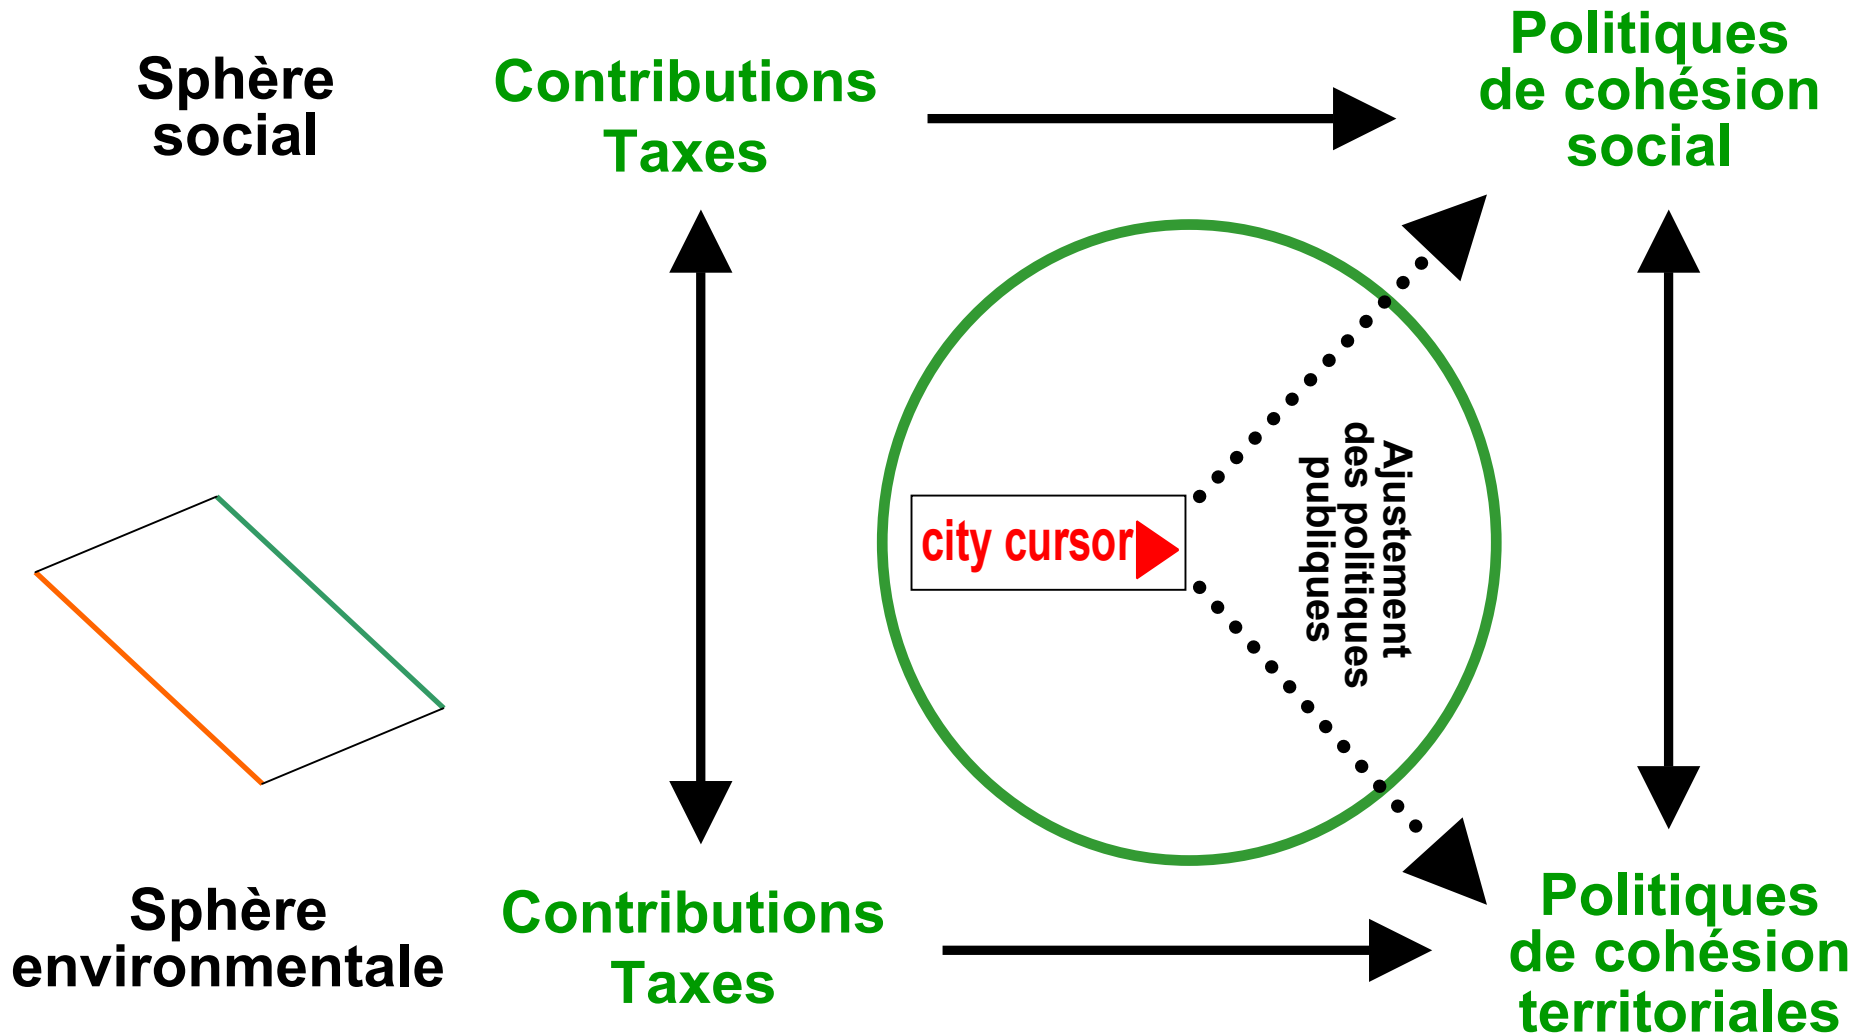 Sphère
social
Contributions
Taxes
Politiques
de cohésion
social
city cursor
Ajustement
des politiques
publiques
Sphère
environmentale
Contributions
Taxes
Politiques
de cohésion
territoriales